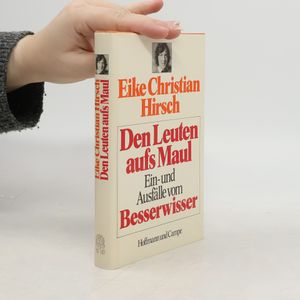 Eike Christian
Hirsch
Den Leuten
aufs Maul
Ein- und
Ausfälle vom
Besserwisser
Hoffmann und Campe
Eike Christian Hirsch
Den Leuten aufs Maul